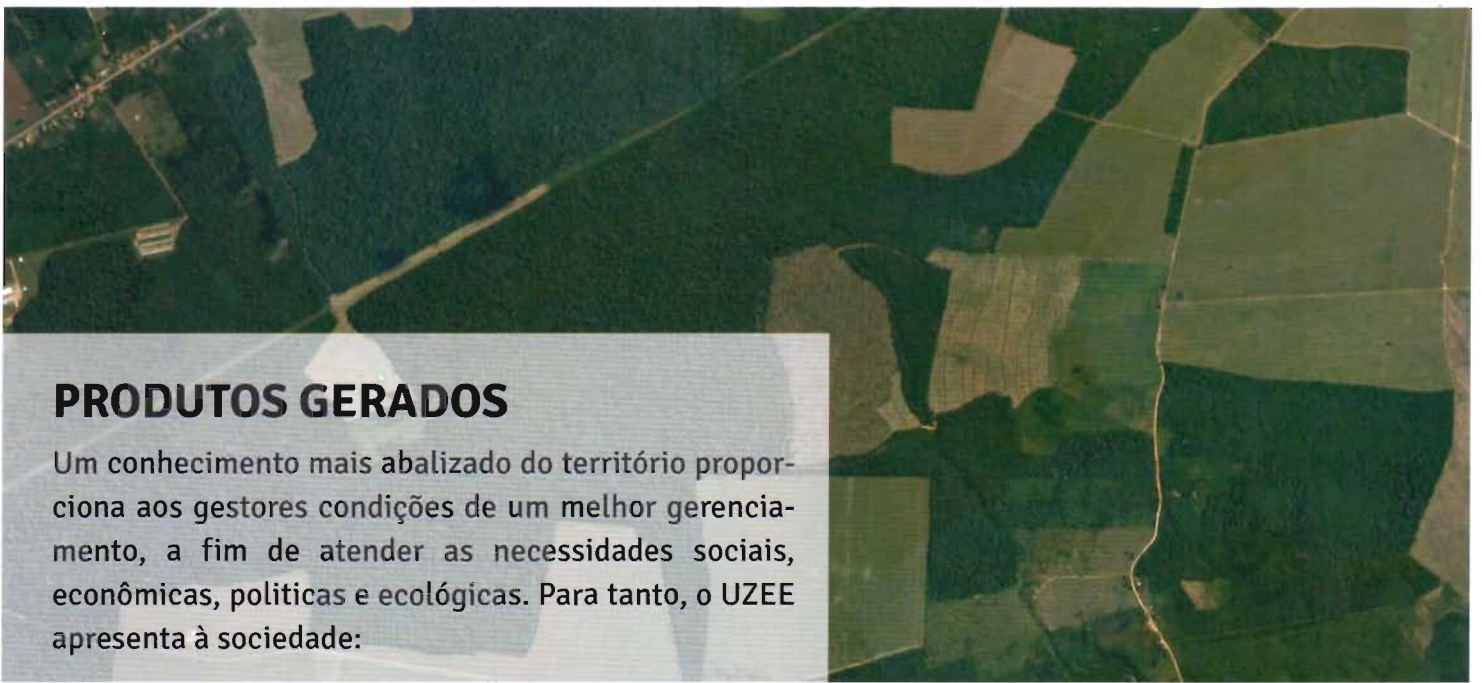 PRODUTOS GERADOS
Um conhecimento mais abalizado do território propor-
ciona aos gestores condições de um melhor gerencia-
mento, a fim de atender as necessidades sociais,
econômicas, politicas e ecológicas. Para tanto, o UZEE
apresenta à sociedade: